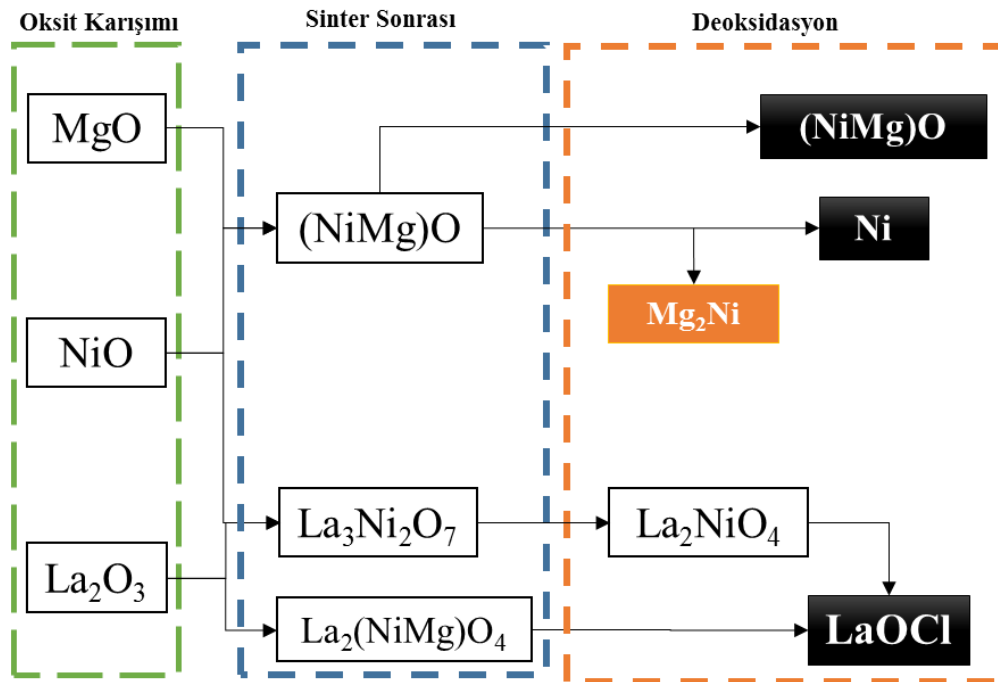 Oksit Karışımı
Sinter Sonrası
Deoksidasyon
MgO
(NiMg)O
(NiMg)O
Ni
Mg₂Ni
NiO
La₃Ni₂O₇
La₂NiO₄
La₂O₃
La₂(NiMg)O₄
LaOCl